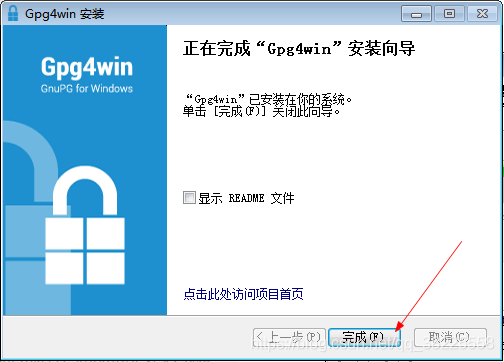 Gpg4win 安装
Gpg4win
GnuPG for Windows
正在完成“Gpg4win”安装向导
“Gpg4win”已安装在你的系统。
单击 [完成(F)] 关闭此向导。
显示 README 文件
点击此处访问项目首页
< 上一步(P)
完成(F)
取消(C)